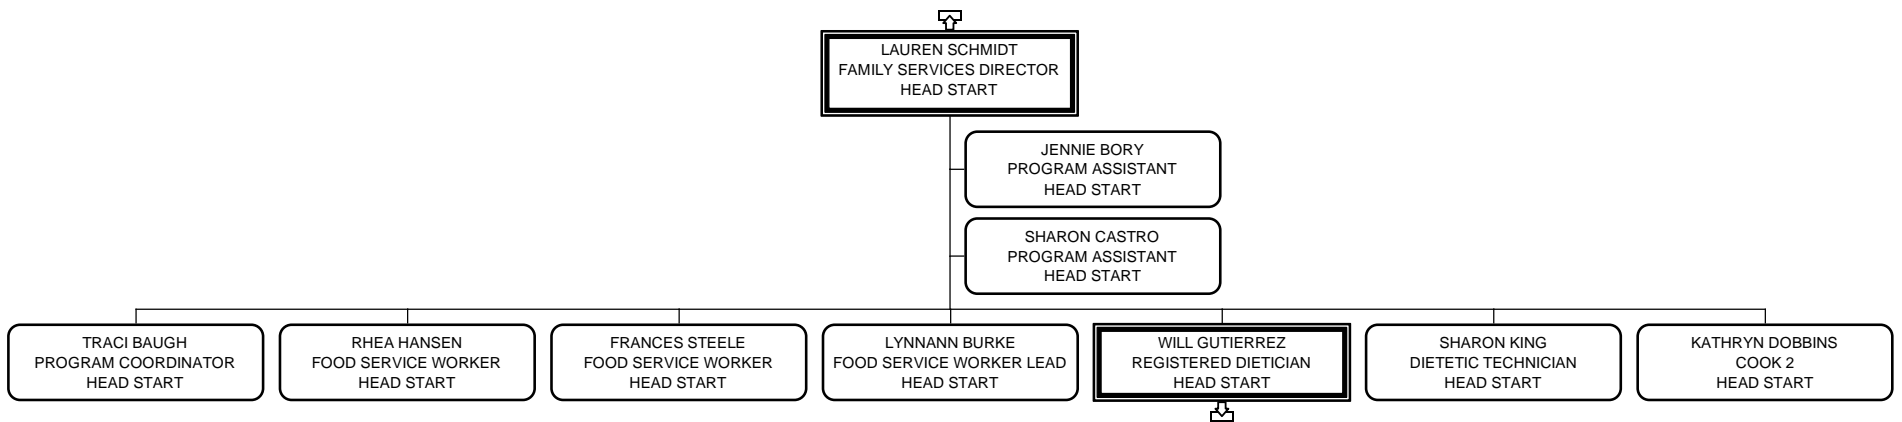 LAUREN SCHMIDT
FAMILY SERVICES DIRECTOR
HEAD START
JENNIE BORY
PROGRAM ASSISTANT
HEAD START
SHARON CASTRO
PROGRAM ASSISTANT
HEAD START
TRACI BAUGH
PROGRAM COORDINATOR
HEAD START
RHEA HANSEN
FOOD SERVICE WORKER
HEAD START
FRANCES STEELE
FOOD SERVICE WORKER
HEAD START
LYNNANN BURKE
FOOD SERVICE WORKER LEAD
HEAD START
WILL GUTIERREZ
REGISTERED DIETICIAN
HEAD START
SHARON KING
DIETETIC TECHNICIAN
HEAD START
KATHRYN DOBBINS
COOK 2
HEAD START